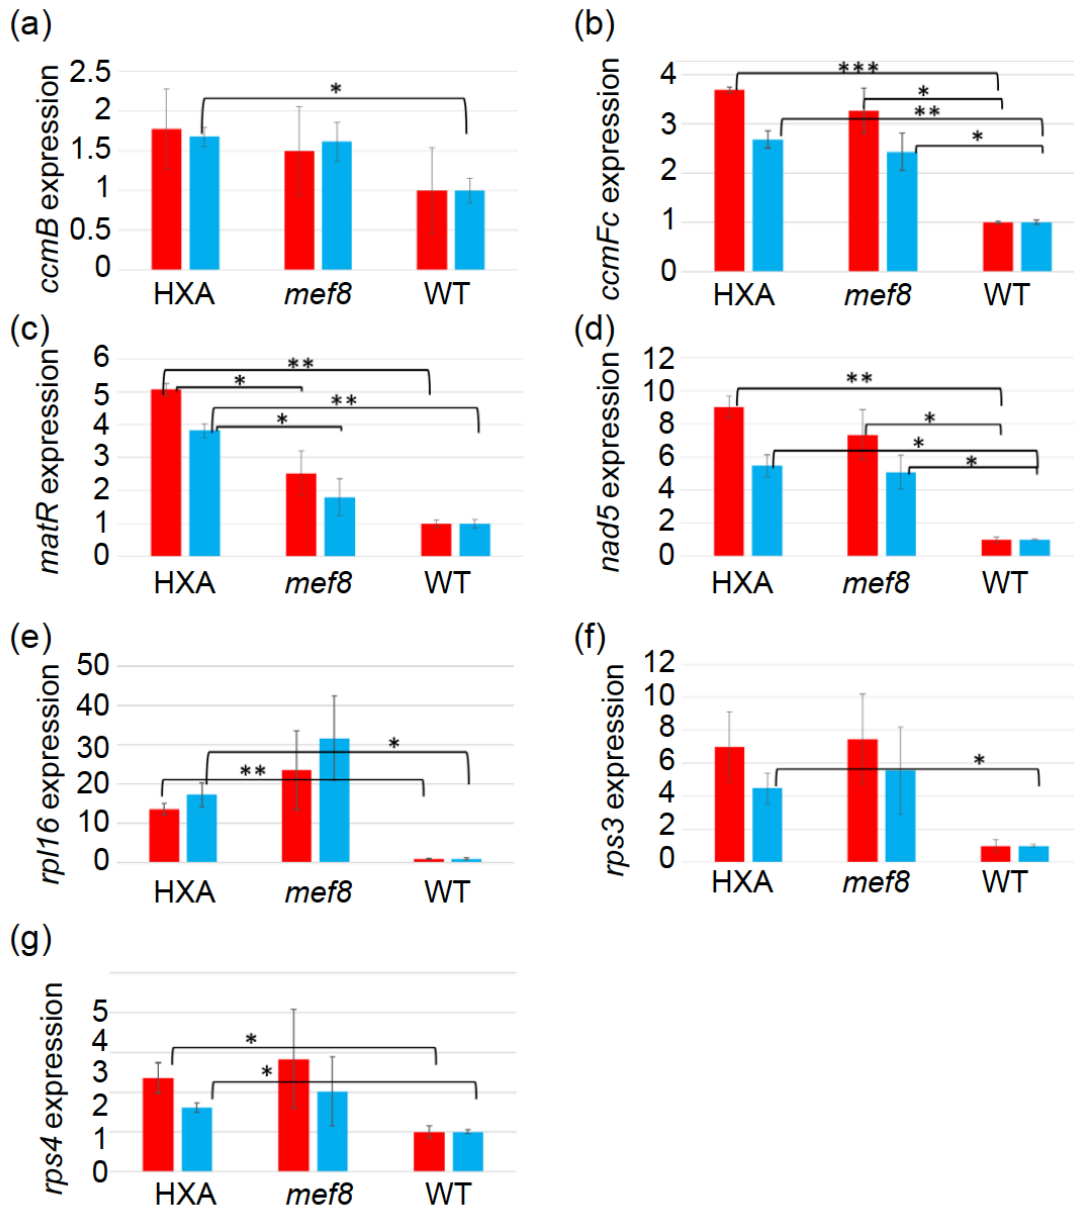 (a)
ccmB expression
2.5
2
1.5
1
0.5
0
*
HXA mef8 WT
(b)
ccmFc expression
4
3
2
1
0
***
*
**
*
HXA mef8 WT
(c)
matR expression
6
5
4
3
2
1
0
**
*
**
*
HXA mef8 WT
(d)
nad5 expression
12
10
8
6
4
2
0
**
*
*
*
HXA mef8 WT
(e)
rpl16 expression
50
40
30
20
10
0
*
**
HXA mef8 WT
(f)
rps3 expression
12
10
8
6
4
2
0
*
HXA mef8 WT
(g)
rps4 expression
5
4
3
2
1
0
*
*
HXA mef8 WT